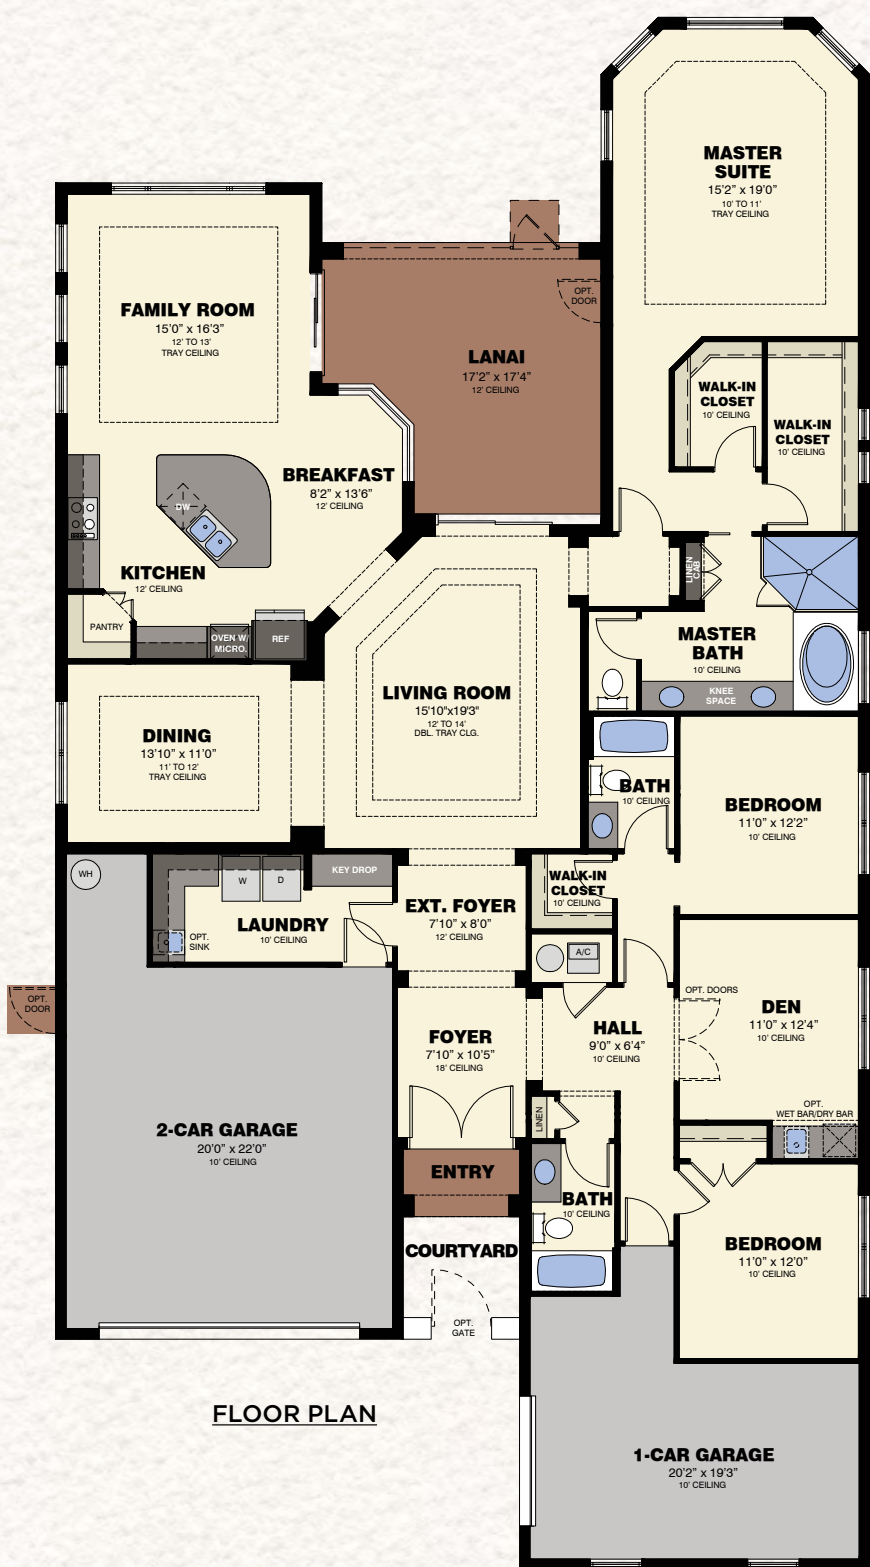 MASTER
SUITE
15'2" x 19'0"
10' TO 11'
TRAY CEILING
FAMILY ROOM
15'0" x 16'3"
12' TO 13'
TRAY CEILING
OPT.
DOOR
LANAI
17'2" x 17'4"
12' CEILING
WALK-IN
CLOSET
10' CEILING
WALK-IN
CLOSET
10' CEILING
BREAKFAST
8'2" x 13'6"
12' CEILING
DW
KITCHEN
12' CEILING
LINEN
CAB
PANTRY
OVEN W/
MICRO.
REF
MASTER
BATH
10' CEILING
KNEE
SPACE
LIVING ROOM
15'10"x19'3"
12' TO 14'
DBL. TRAY CLG.
DINING
13'10" x 11'0"
11' TO 12'
TRAY CEILING
BATH
10' CEILING
BEDROOM
11'0" x 12'2"
10' CEILING
WH
W
D
KEY DROP
WALK-IN
CLOSET
10' CEILING
EXT. FOYER
7'10" x 8'0"
12' CEILING
LAUNDRY
10' CEILING
OPT.
SINK
A/C
OPT.
DOOR
OPT. DOORS
DEN
11'0" x 12'4"
10' CEILING
HALL
9'0" x 6'4"
10' CEILING
FOYER
7'10" x 10'5"
18' CEILING
LINEN
OPT.
WET BAR/DRY BAR
2-CAR GARAGE
20'0" x 22'0"
10' CEILING
ENTRY
BATH
10' CEILING
COURTYARD
BEDROOM
11'0" x 12'0"
10' CEILING
OPT.
GATE
FLOOR PLAN
1-CAR GARAGE
20'2" x 19'3"
10' CEILING